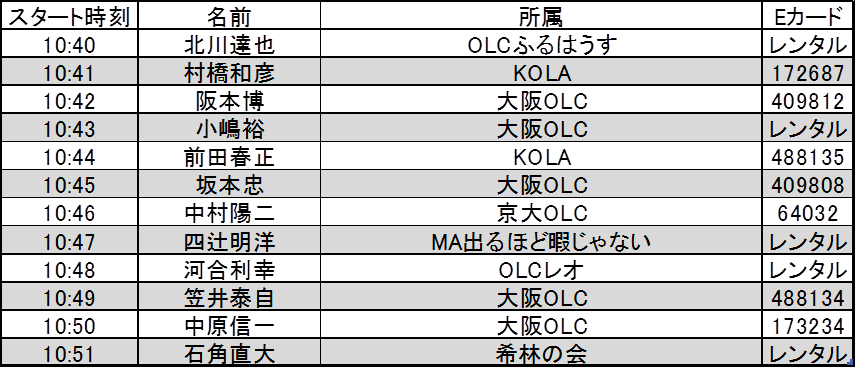 スタート時刻 名前 所属 Eカード
10:40 北川達也 OLCふるはうす レンタル
10:41 村橋和彦 KOLA 172687
10:42 阪本博 大阪OLC 409812
10:43 小嶋裕 大阪OLC レンタル
10:44 前田春正 KOLA 488135
10:45 坂本忠 大阪OLC 409808
10:46 中村陽二 京大OLC 64032
10:47 四辻明洋 MA出るほど暇じゃない レンタル
10:48 河合利幸 OLCレオ レンタル
10:49 笠井泰自 大阪OLC 488134
10:50 中原信一 大阪OLC 173234
10:51 石角直大 希林の会 レンタル